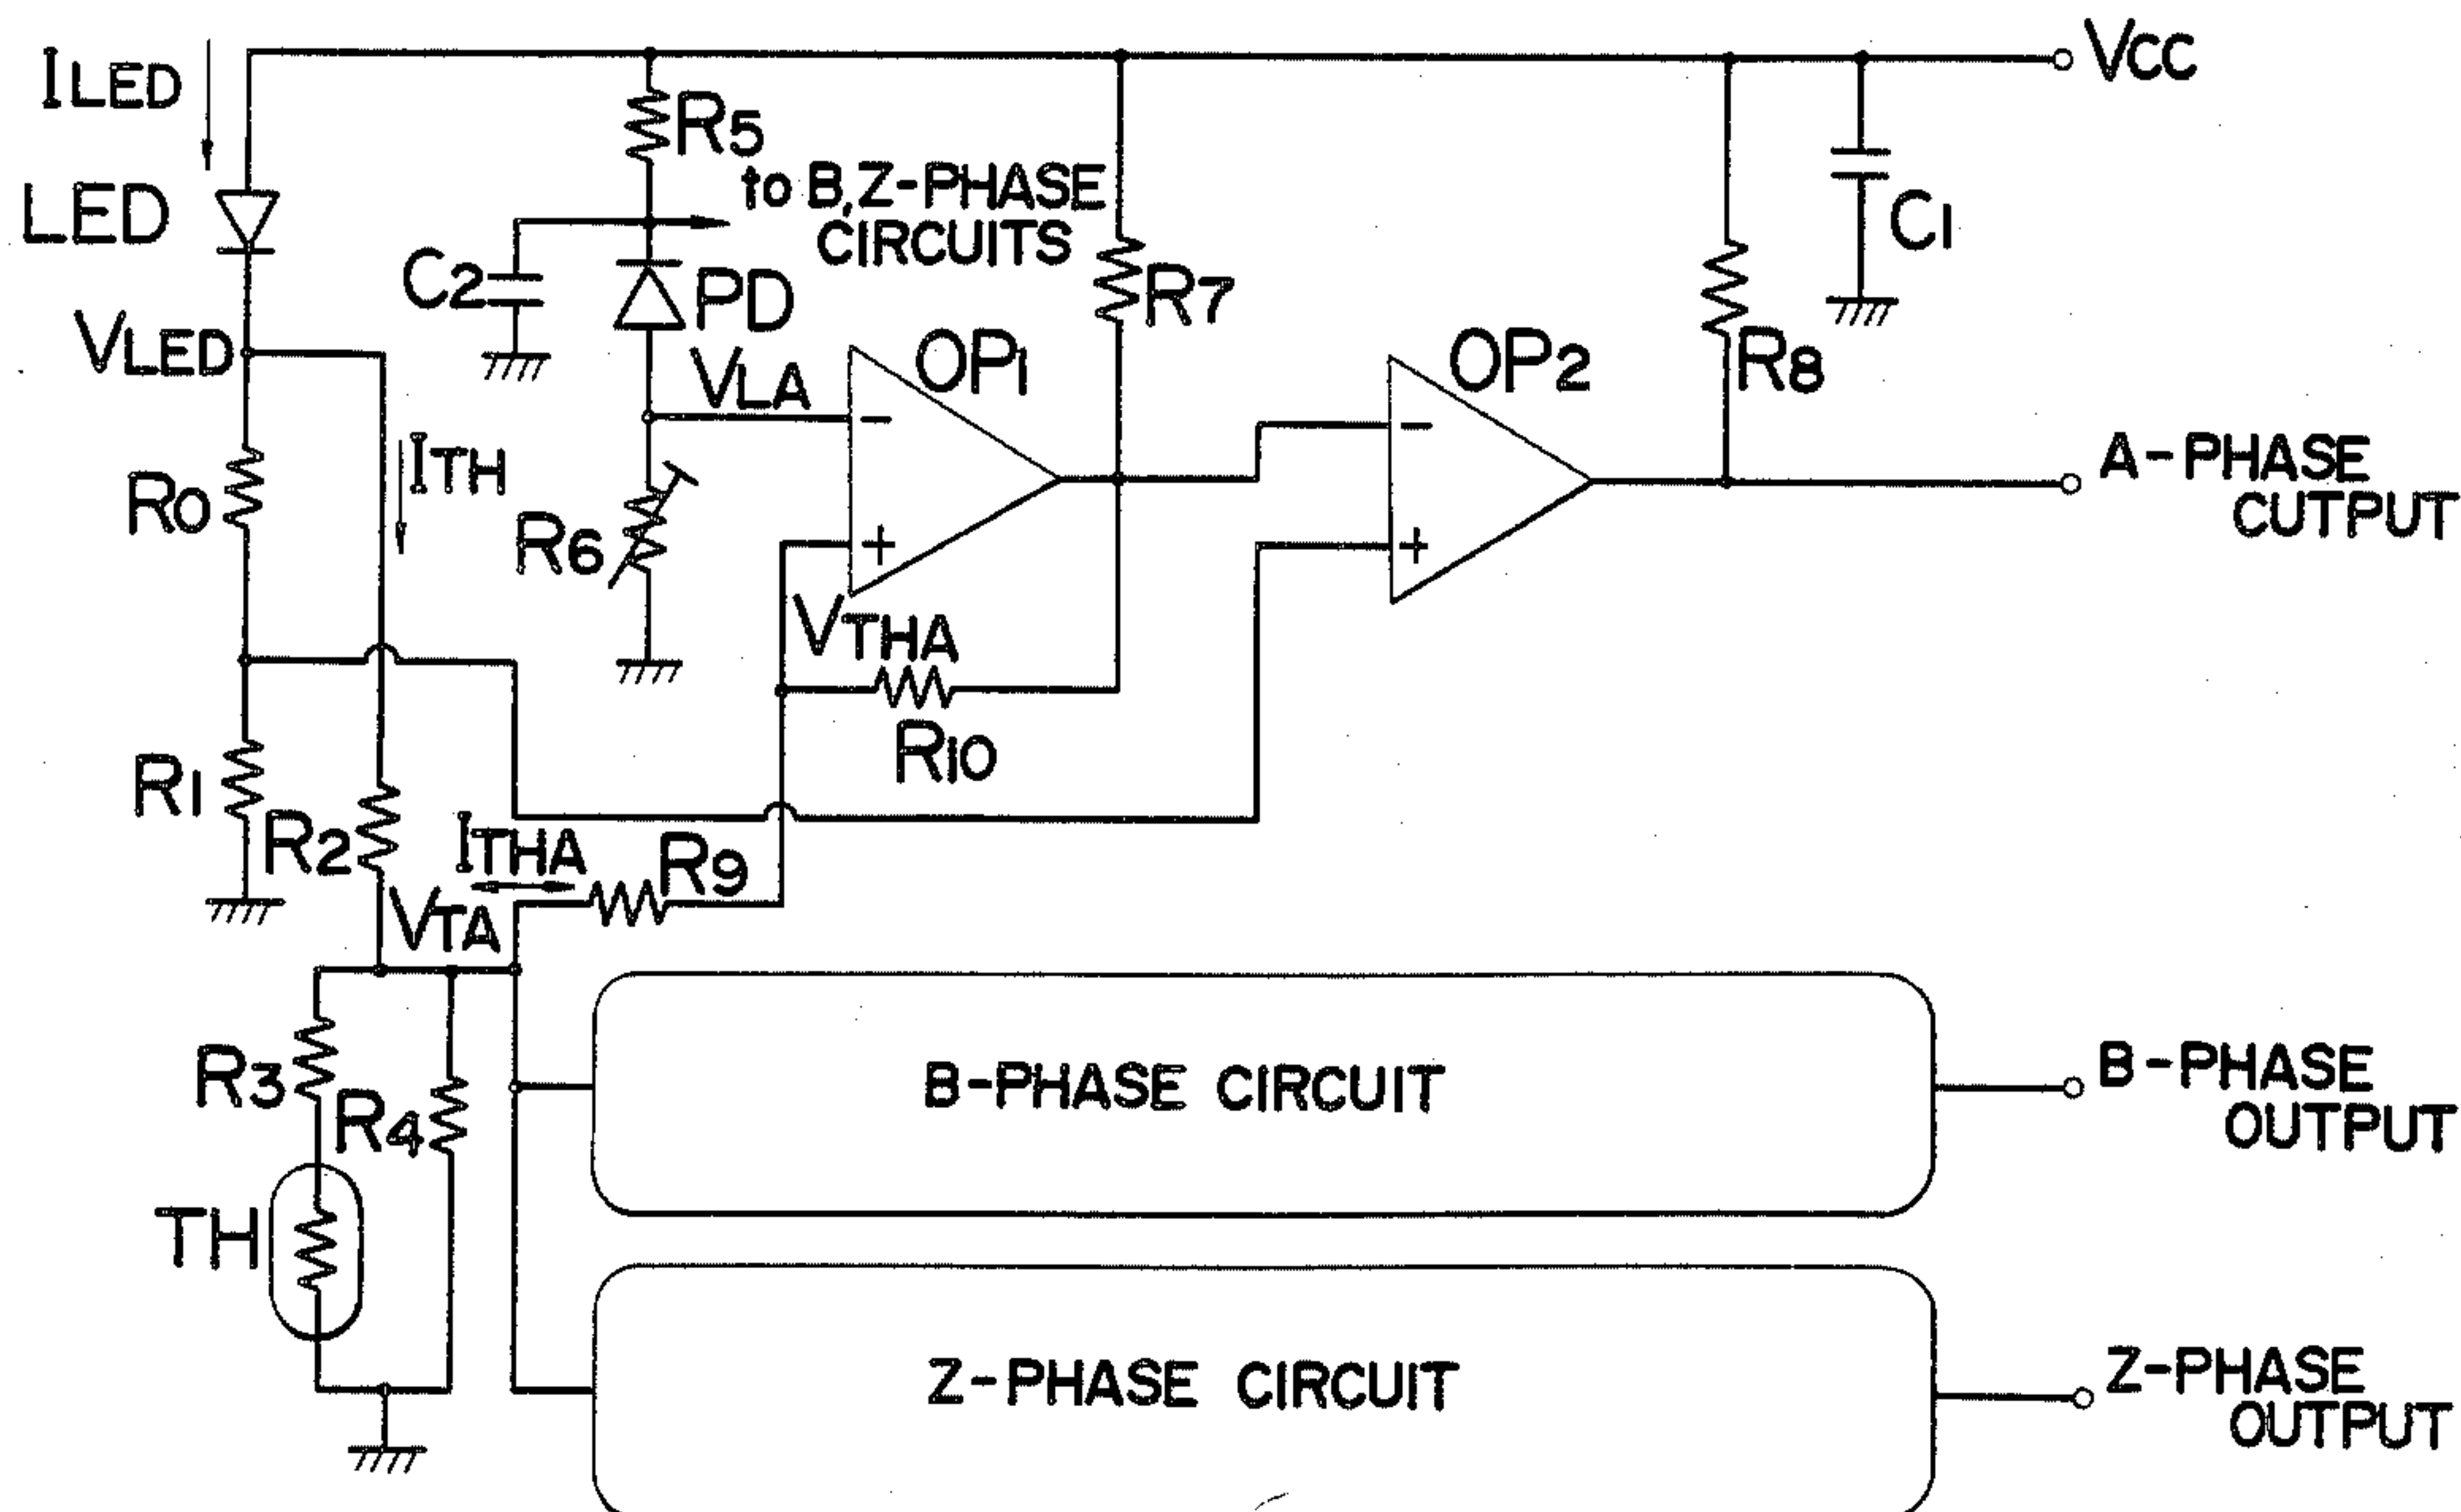 ILED
VCC
R5
to B,Z-PHASE
CIRCUITS
LED
C1
C2
PD
R7
VLED
VLA
OP1
OP2
R8
ITH
A-PHASE
CUTPUT
R0
R6
VTHA
R10
R1
R2
ITHA
R9
VTA
R3
R4
B-PHASE CIRCUIT
B-PHASE
OUTPUT
TH
Z-PHASE CIRCUIT
Z-PHASE
OUTPUT